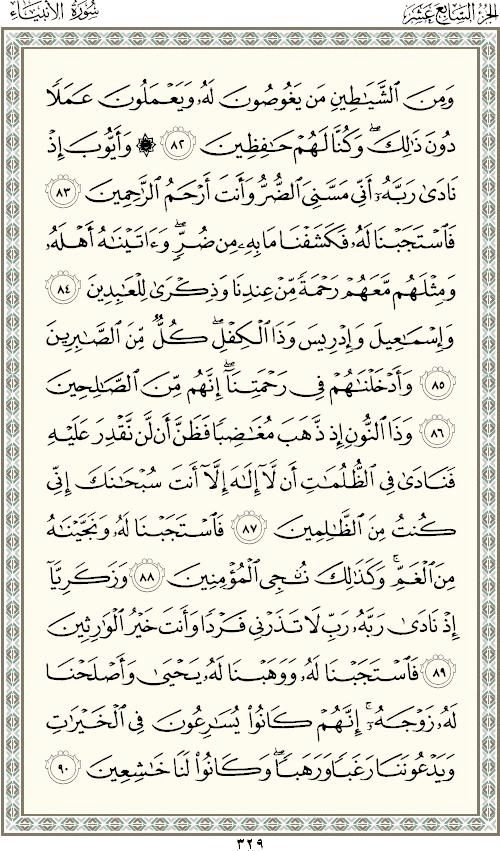 الجزء السابع عشر سورة الأنبياء
وَمِنَ ٱلشَّيَـٰطِينِ مَن يَغُوصُونَ لَهُۥ وَيَعْمَلُونَ عَمَلًا
دُونَ ذَٰلِكَ ۖ وَكُنَّا لَهُمْ حَـٰفِظِينَ ٨٢ ۞ وَأَيُّوبَ إِذْ
نَادَىٰ رَبَّهُۥٓ أَنِّى مَسَّنِىَ ٱلضُّرُّ وَأَنتَ أَرْحَمُ ٱلرَّٰحِمِينَ ٨٣
فَٱسْتَجَبْنَا لَهُۥ فَكَشَفْنَا مَا بِهِۦ مِن ضُرٍّ ۖ وَءَاتَيْنَـٰهُ أَهْلَهُۥ
وَمِثْلَهُم مَّعَهُمْ رَحْمَةً مِّنْ عِندِنَا وَذِكْرَىٰ لِلْعَـٰبِدِينَ ٨٤
وَإِسْمَـٰعِيلَ وَإِدْرِيسَ وَذَا ٱلْكِفْلِ ۖ كُلٌّ مِّنَ ٱلصَّـٰبِرِينَ
٨٥ وَأَدْخَلْنَـٰهُمْ فِى رَحْمَتِنَآ ۖ إِنَّهُم مِّنَ ٱلصَّـٰلِحِينَ
٨٦ وَذَا ٱلنُّونِ إِذ ذَّهَبَ مُغَـٰضِبًا فَظَنَّ أَن لَّن نَّقْدِرَ عَلَيْهِ
فَنَادَىٰ فِى ٱلظُّلُمَـٰتِ أَن لَّآ إِلَـٰهَ إِلَّآ أَنتَ سُبْحَـٰنَكَ إِنِّى
كُنتُ مِنَ ٱلظَّـٰلِمِينَ ٨٧ فَٱسْتَجَبْنَا لَهُۥ وَنَجَّيْنَـٰهُ
مِنَ ٱلْغَمِّ ۚ وَكَذَٰلِكَ نُـۨجِى ٱلْمُؤْمِنِينَ ٨٨ وَزَكَرِيَّآ
إِذْ نَادَىٰ رَبَّهُۥ رَبِّ لَا تَذَرْنِى فَرْدًا وَأَنتَ خَيْرُ ٱلْوَٰرِثِينَ
٨٩ فَٱسْتَجَبْنَا لَهُۥ وَوَهَبْنَا لَهُۥ يَحْيَىٰ وَأَصْلَحْنَا
لَهُۥ زَوْجَهُۥٓ ۚ إِنَّهُمْ كَانُوا۟ يُسَـٰرِعُونَ فِى ٱلْخَيْرَٰتِ
وَيَدْعُونَنَا رَغَبًا وَرَهَبًا ۖ وَكَانُوا۟ لَنَا خَـٰشِعِينَ ٩٠
٣٢٩